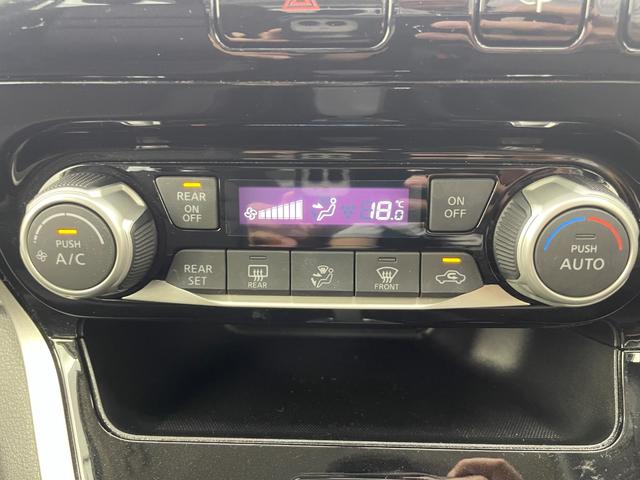 REAR
ON
OFF
18.0 °C
ON
OFF
PUSH
A/C
PUSH
AUTO
REAR
SET
REAR
FRONT